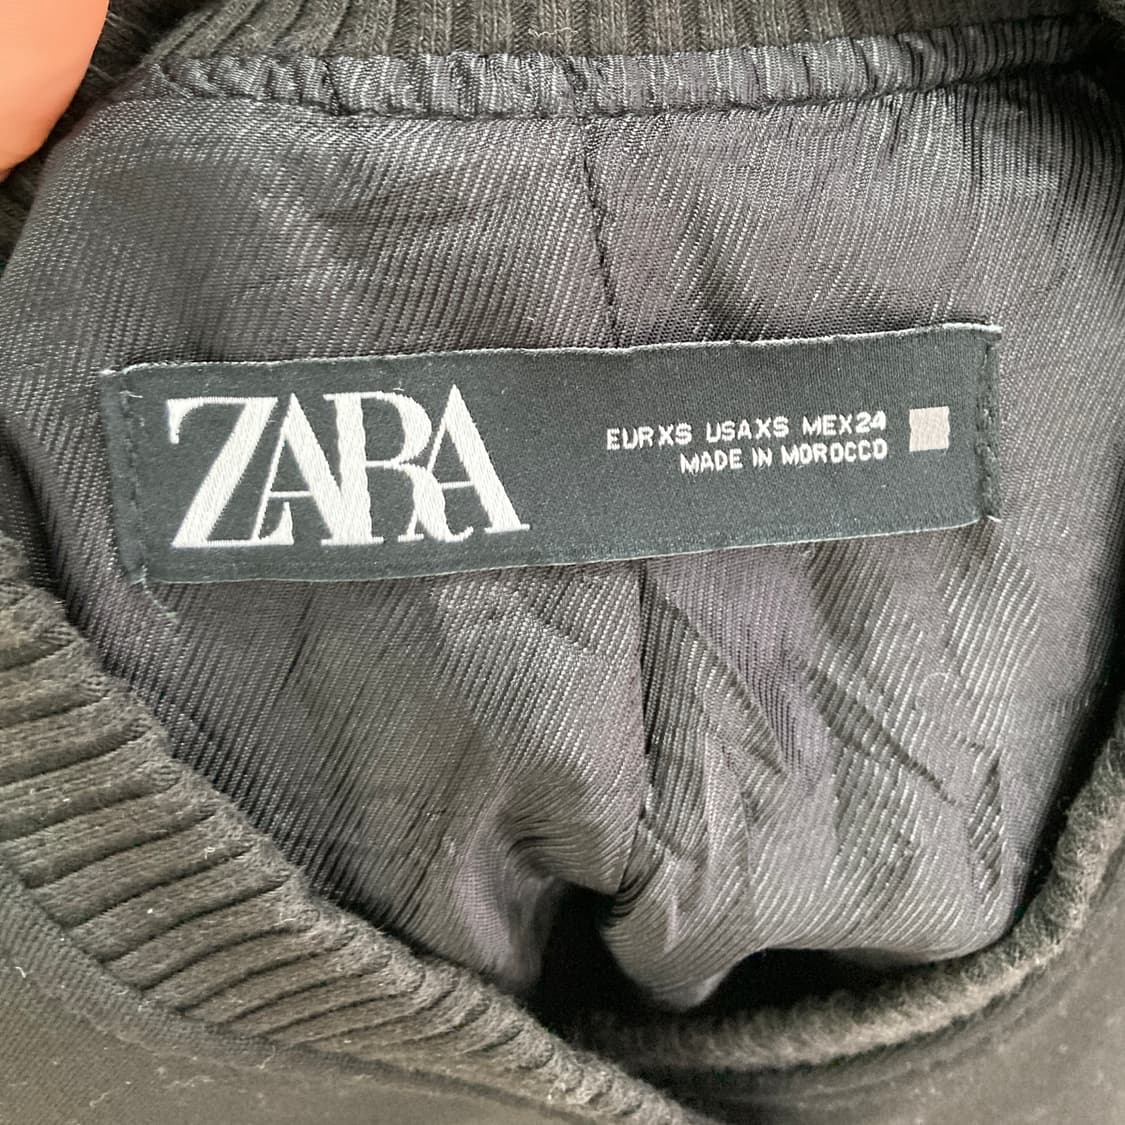 ZARA
EUR XS USA XS MEX 24
MADE IN MOROCCO